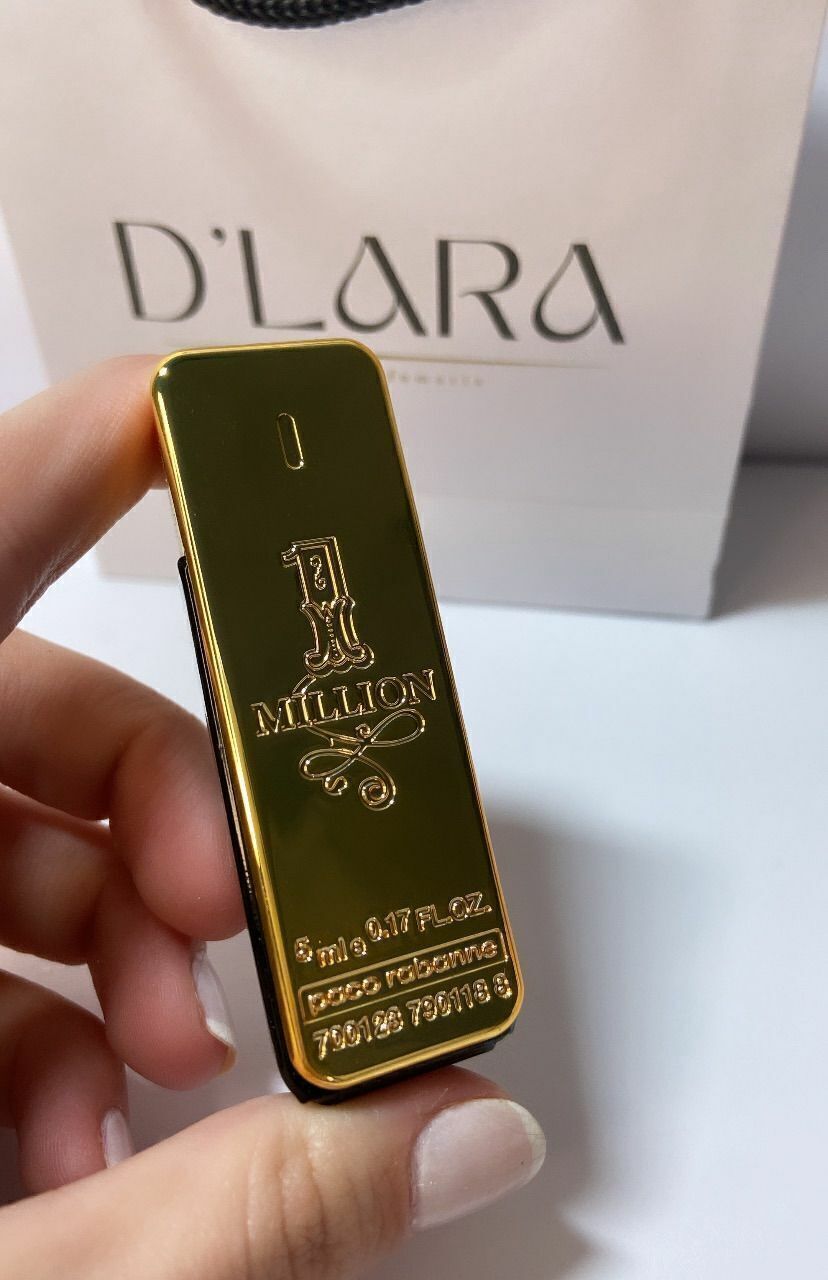 D'LARA
1
MILLION
5 ml e 0.17 FL.OZ.
paco rabanne
700128 790118 8